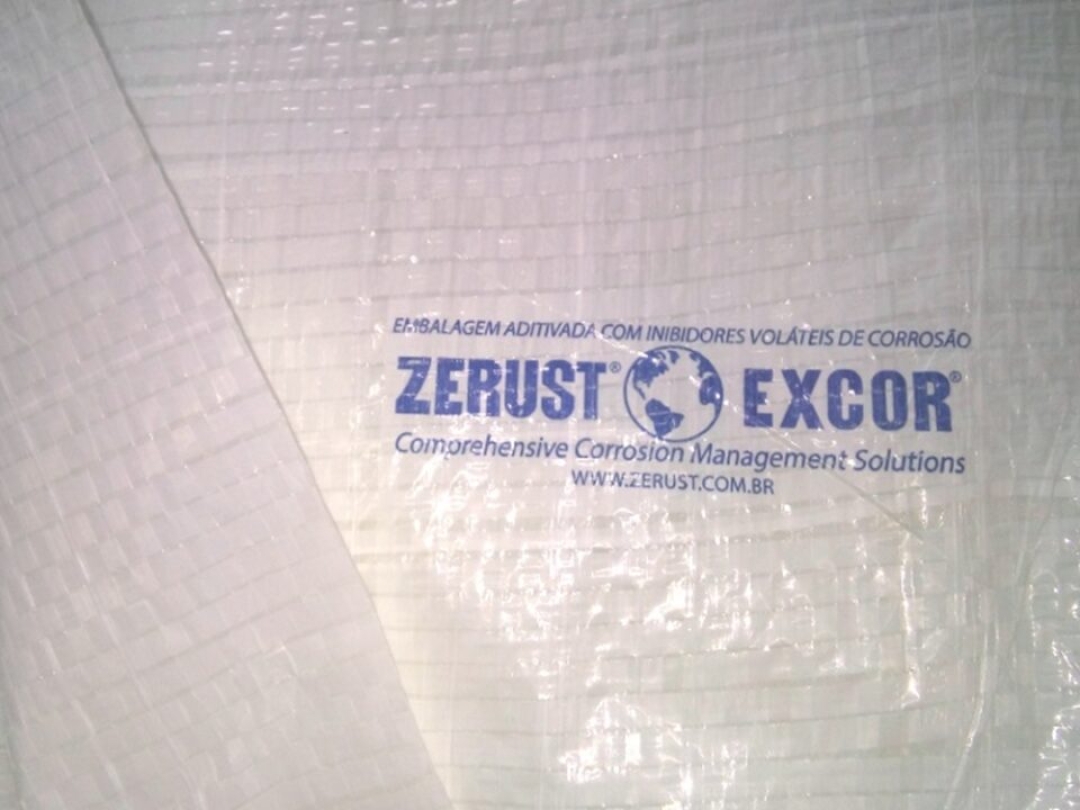 EMBALAGEM ADITIVADA COM INIBIDORES VOLÁTEIS DE CORROSÃO
ZERUST® EXCOR®
Comprehensive Corrosion Management Solutions
WWW.ZERUST.COM.BR